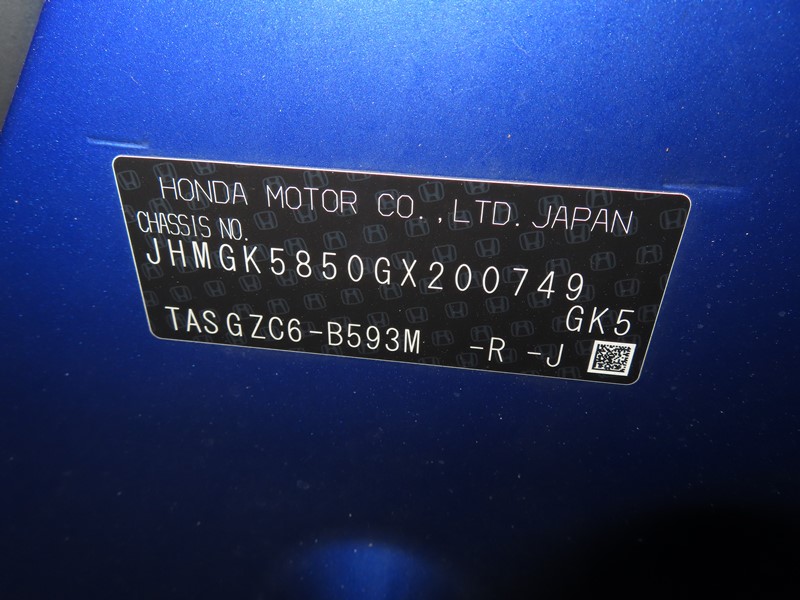 HONDA MOTOR CO.,LTD. JAPAN
CHASSIS NO.
JHMGK5850GX200749
GK5
TASGZC6-B593M -R -J